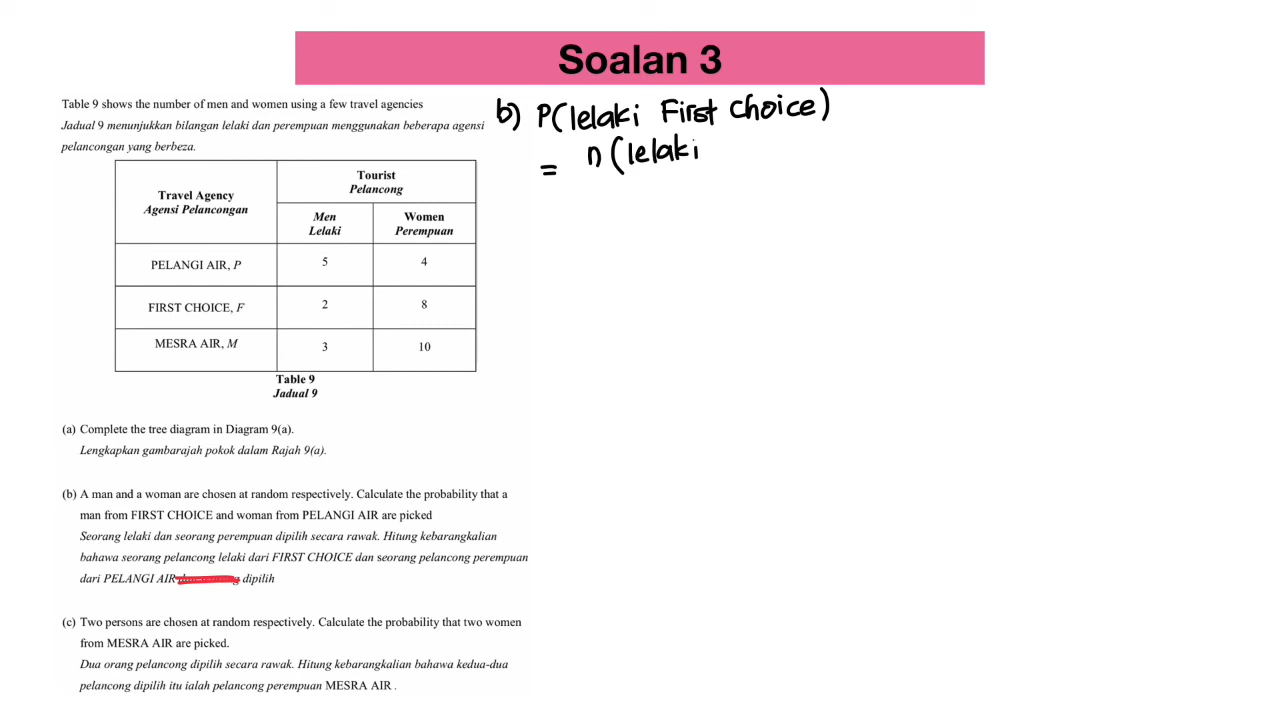 Soalan 3
Table 9 shows the number of men and women using a few travel agencies
Jadual 9 menunjukkan bilangan lelaki dan perempuan menggunakan beberapa agensi
pelancongan yang berbeza.
Travel Agency
Agensi Pelancongan
Tourist
Pelancong
Men
Lelaki
Women
Perempuan
PELANGI AIR, P 5 4
FIRST CHOICE, F 2 8
MESRA AIR, M 3 10
Table 9
Jadual 9
(a) Complete the tree diagram in Diagram 9(a).
Lengkapkan gambarajah pokok dalam Rajah 9(a).
(b) A man and a woman are chosen at random respectively. Calculate the probability that a
man from FIRST CHOICE and woman from PELANGI AIR are picked
Seorang lelaki dan seorang perempuan dipilih secara rawak. Hitung kebarangkalian
bahawa seorang pelancong lelaki dari FIRST CHOICE dan seorang pelancong perempuan
dari PELANGI AIR dipilih
(c) Two persons are chosen at random respectively. Calculate the probability that two women
from MESRA AIR are picked.
Dua orang pelancong dipilih secara rawak. Hitung kebarangkalian bahawa kedua-dua
pelancong dipilih itu ialah pelancong perempuan MESRA AIR .
b) P(lelaki First Choice)
= n(lelaki